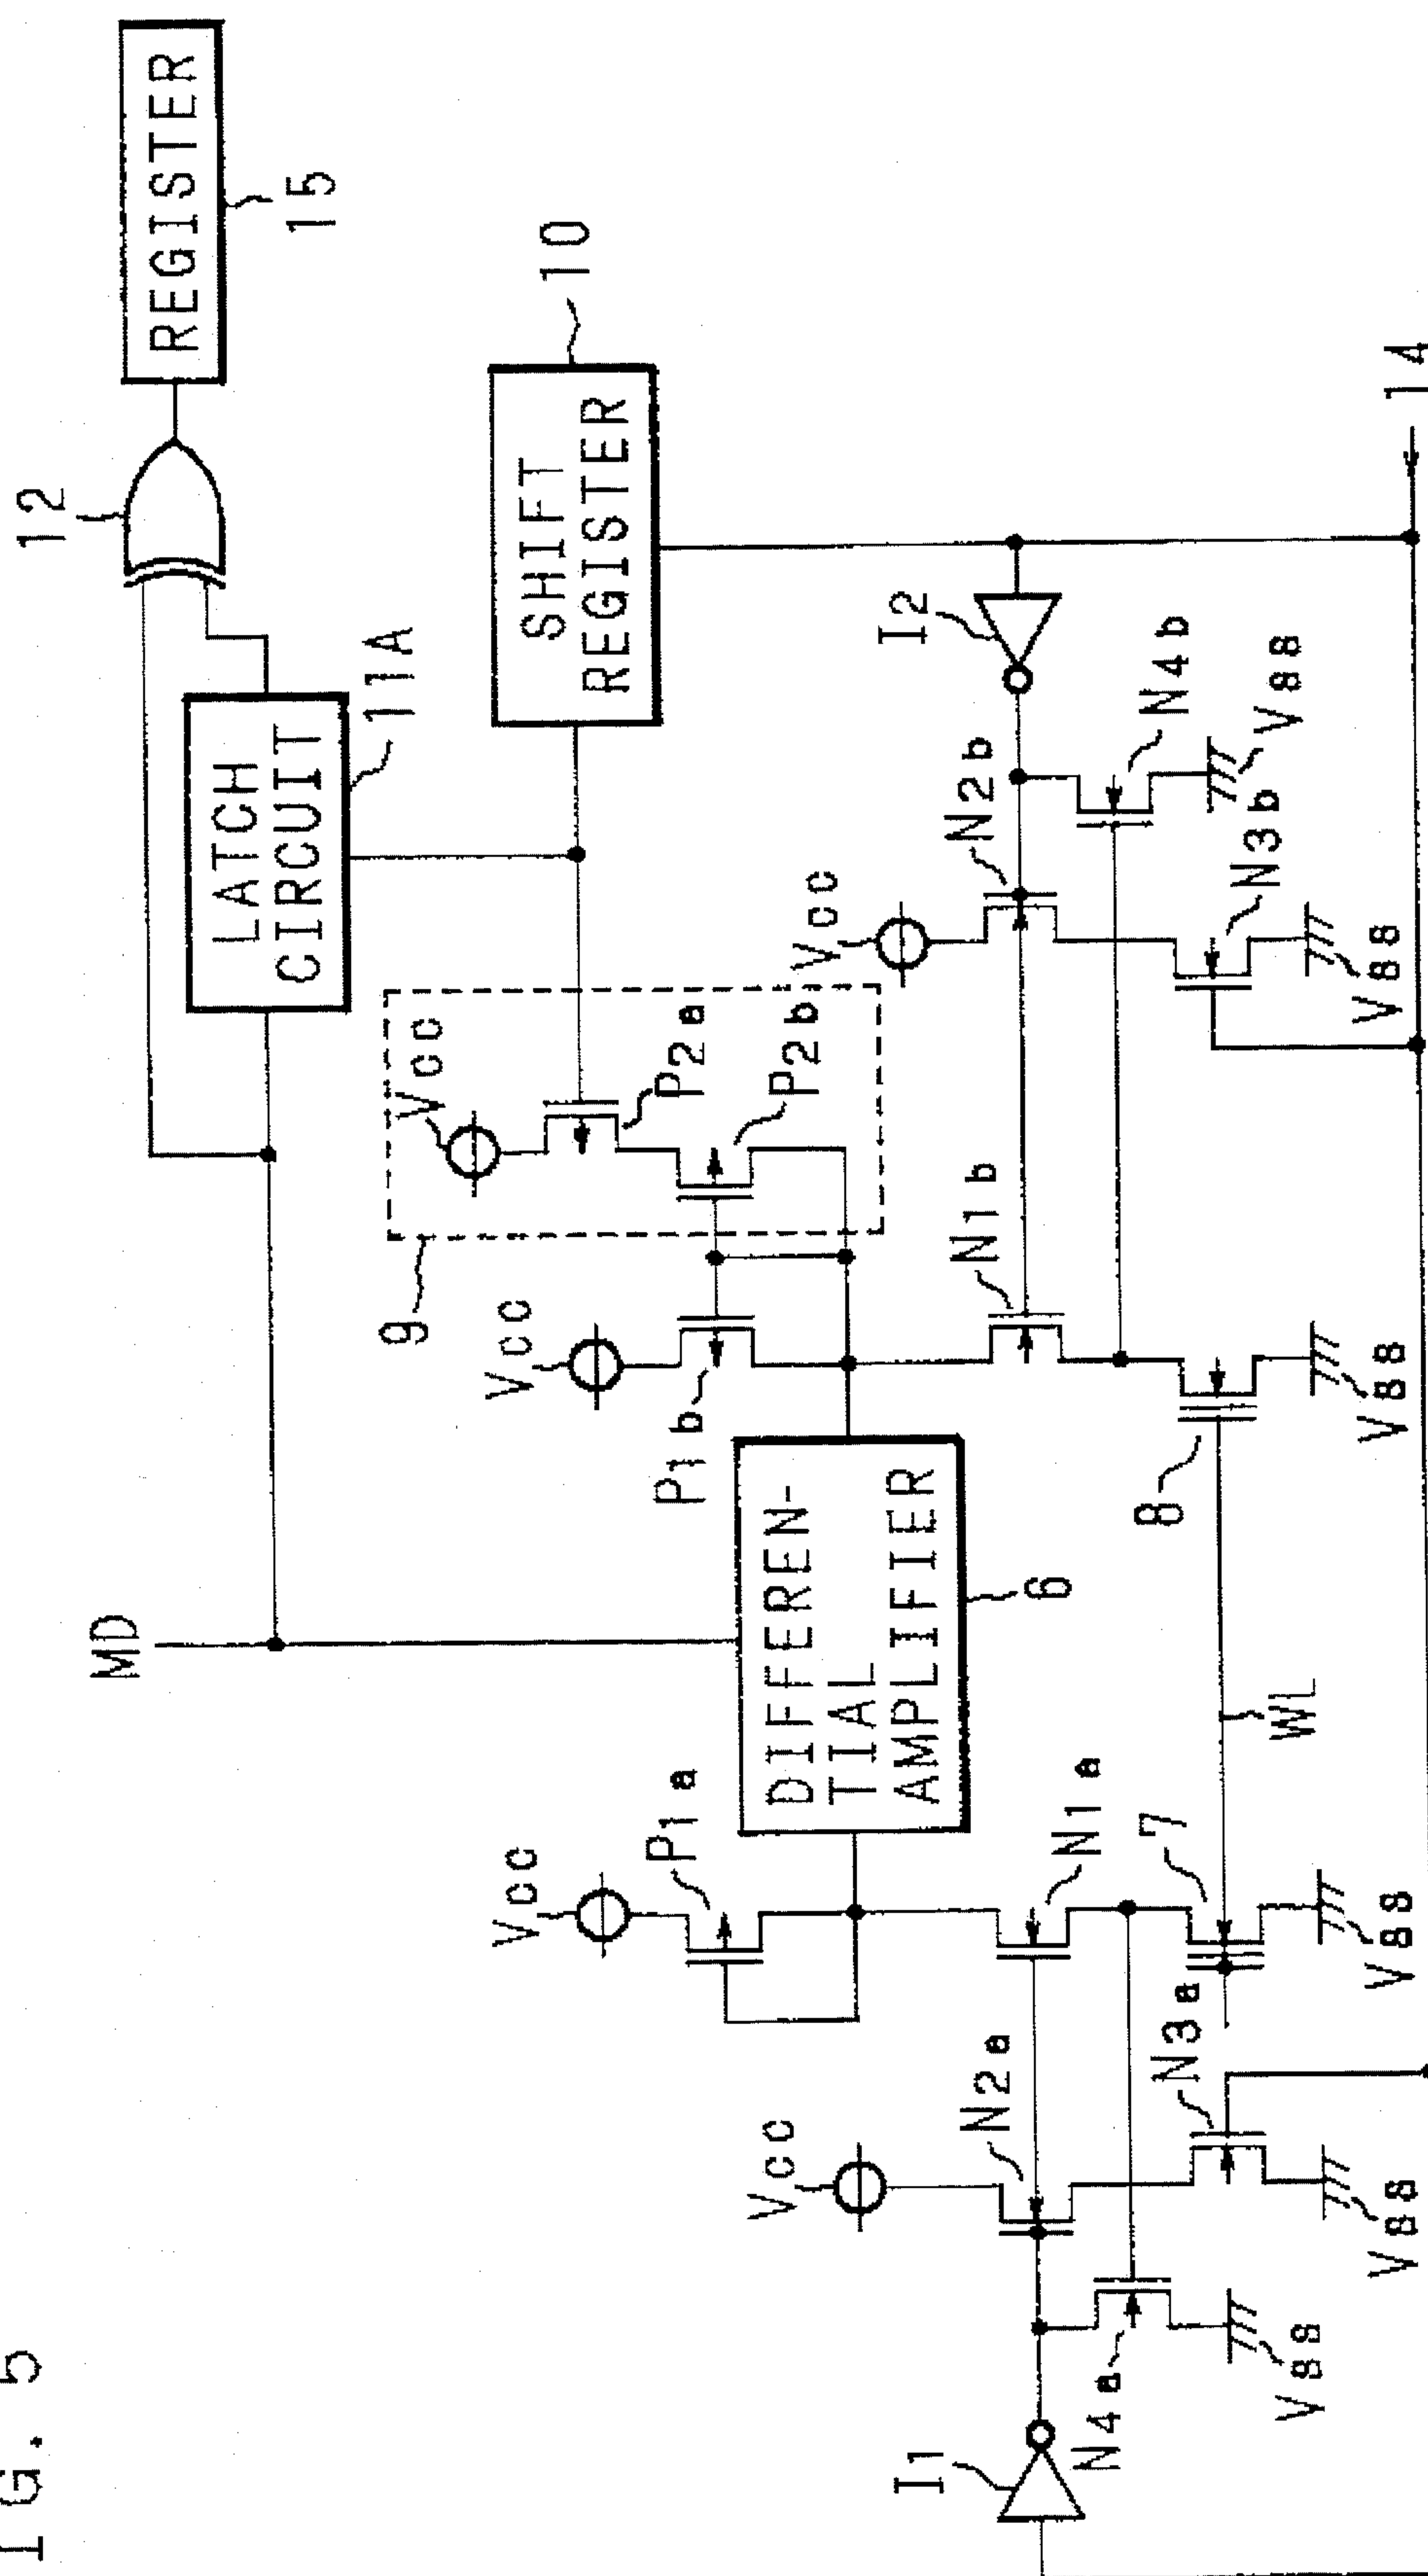 IG. 5
REGISTER
15
12
LATCH
CIRCUIT
11A
SHIFT
REGISTER
10
MD
9
Vcc
P2a
P2b
Vcc
P1b
Vcc
P1a
DIFFEREN-
TIAL
AMPLIFIER
6
I2
Vcc
N2b
N4b
Vss
N3b
Vss
N1b
8
Vss
WL
N1a
7
Vss
Vcc
N2a
N3a
Vss
I1
N4a
Vss
14